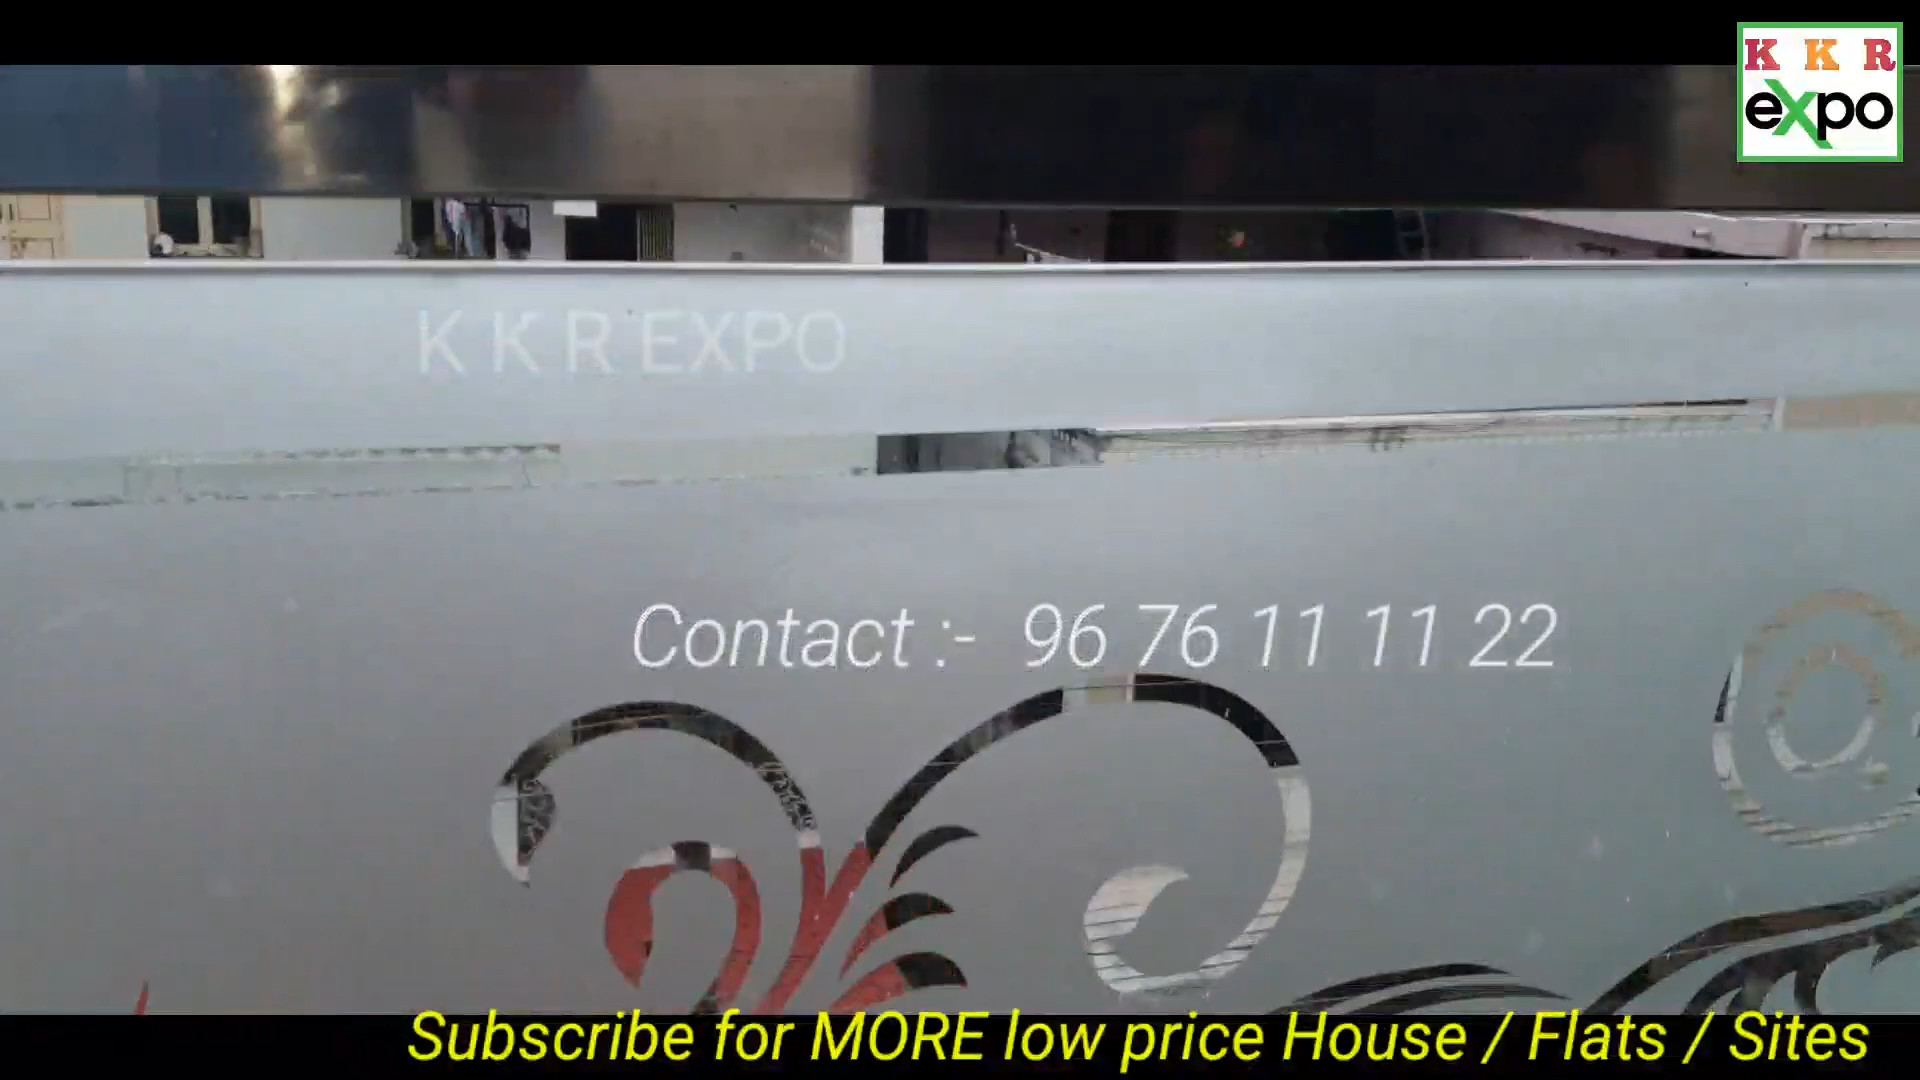 K K R
expo
K K R EXPO
Contact :- 96 76 11 11 22
Subscribe for MORE low price House / Flats / Sites